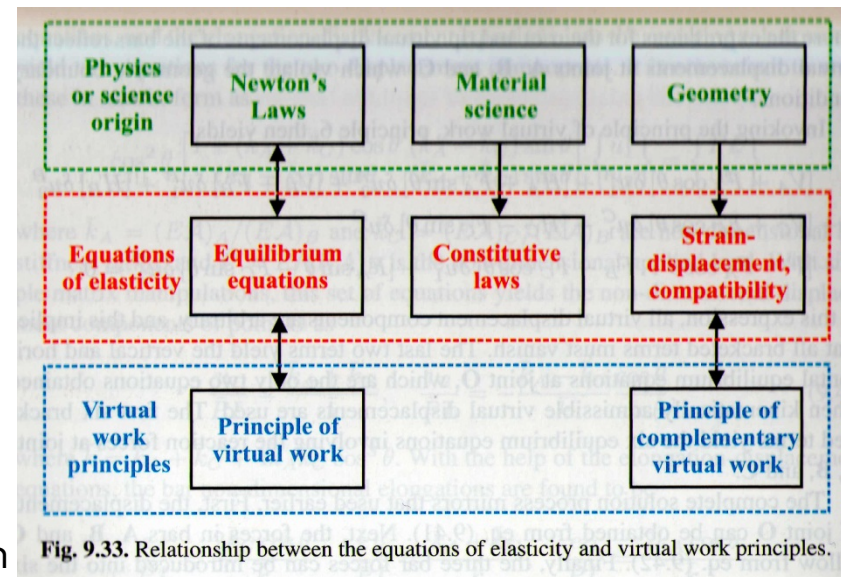 Physics
or science
origin
Newton's
Laws
Material
science
Geometry
Equations
of elasticity
Equilibrium
equations
Constitutive
laws
Strain-
displacement,
compatibility
Virtual
work
principles
Principle of
virtual work
Principle of
complementary
virtual work
n
Fig. 9.33. Relationship between the equations of elasticity and virtual work principles.